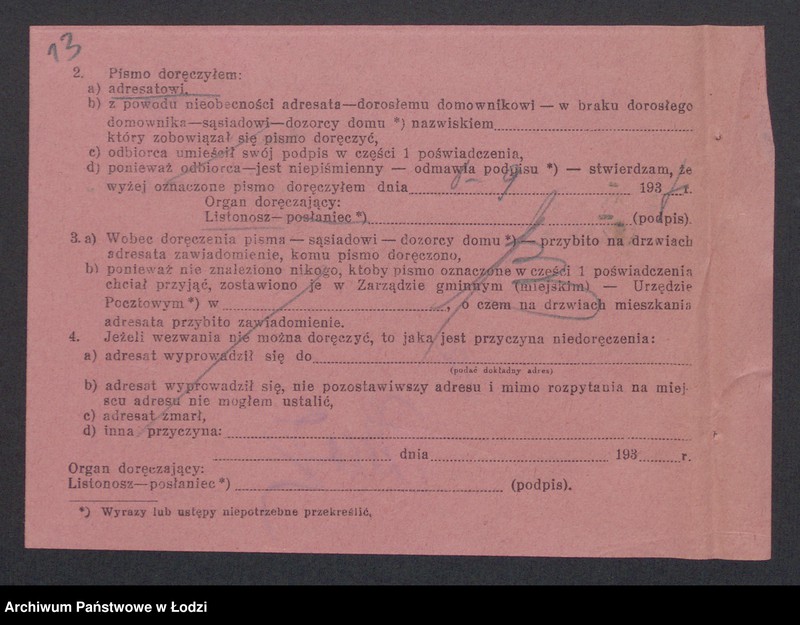 13
2. Pismo doręczyłem:
a) adresatowi.
b) z powodu nieobecności adresata—dorosłemu domownikowi — w braku dorosłego
domownika—sąsiadowi—dozorcy domu *) nazwiskiem
który zobowiązał się pismo doręczyć,
c) odbiorca umieścił swój podpis w części 1 poświadczenia,
d) ponieważ odbiorca—jest niepiśmienny — odmawia podpisu *) — stwierdzam, że
wyżej oznaczone pismo doręczyłem dnia 193 r.
Organ doręczający:
Listonosz—posłaniec *) (podpis).
3. a) Wobec doręczenia pisma — sąsiadowi — dozorcy domu *) — przybito na drzwiach
adresata zawiadomienie, komu pismo doręczono,
b) ponieważ nie znaleziono nikogo, ktoby pismo oznaczone w części 1 poświadczenia
chciał przyjąć, zostawiono je w Zarządzie gminnym (miejskim) — Urzędzie
Pocztowym *) w , o czem na drzwiach mieszkania
adresata przybito zawiadomienie.
4. Jeżeli wezwania nie można doręczyć, to jaka jest przyczyna niedoręczenia:
a) adresat wyprowadził się do
(podać dokładny adres)
b) adresat wyprowadził się, nie pozostawiwszy adresu i mimo rozpytania na miej-
scu adresu nie mogłem ustalić,
c) adresat zmarł,
d) inna przyczyna:
dnia 193 r.
Organ doręczający:
Listonosz—posłaniec *) (podpis).
*) Wyrazy lub ustępy niepotrzebne przekreślić,
Archiwum Państwowe w Łodzi